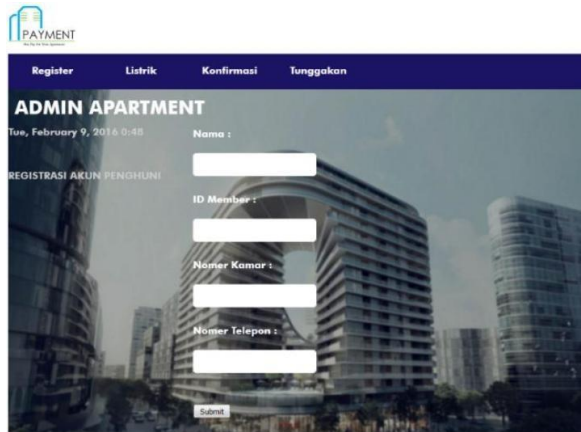 PAYMENT
Register Listrik Konfirmasi Tunggakan
ADMIN APARTMENT
Tue, February 9, 2016 0:48
Nama :
REGISTRASI AKUN PENGHUNI
ID Member :
Nomer Kamar :
Nomer Telepon :
Submit